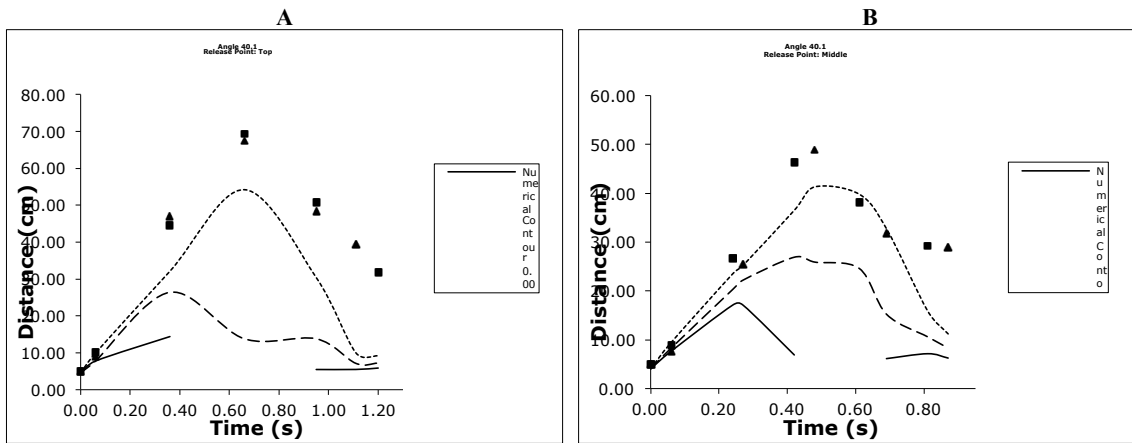 A
Angle 40.1
Release Point: Top
80.00
70.00
60.00
50.00
40.00
30.00
20.00
10.00
0.00
Distance (cm)
0.00 0.20 0.40 0.60 0.80 1.00 1.20
Time (s)
Nu
me
ric
al
Co
nt
ou
r
0.
00
B
Angle 40.1
Release Point: Middle
60.00
50.00
40.00
30.00
20.00
10.00
0.00
Distance (cm)
0.00 0.20 0.40 0.60 0.80
Time (s)
N
u
m
er
ic
al
C
o
nt
o